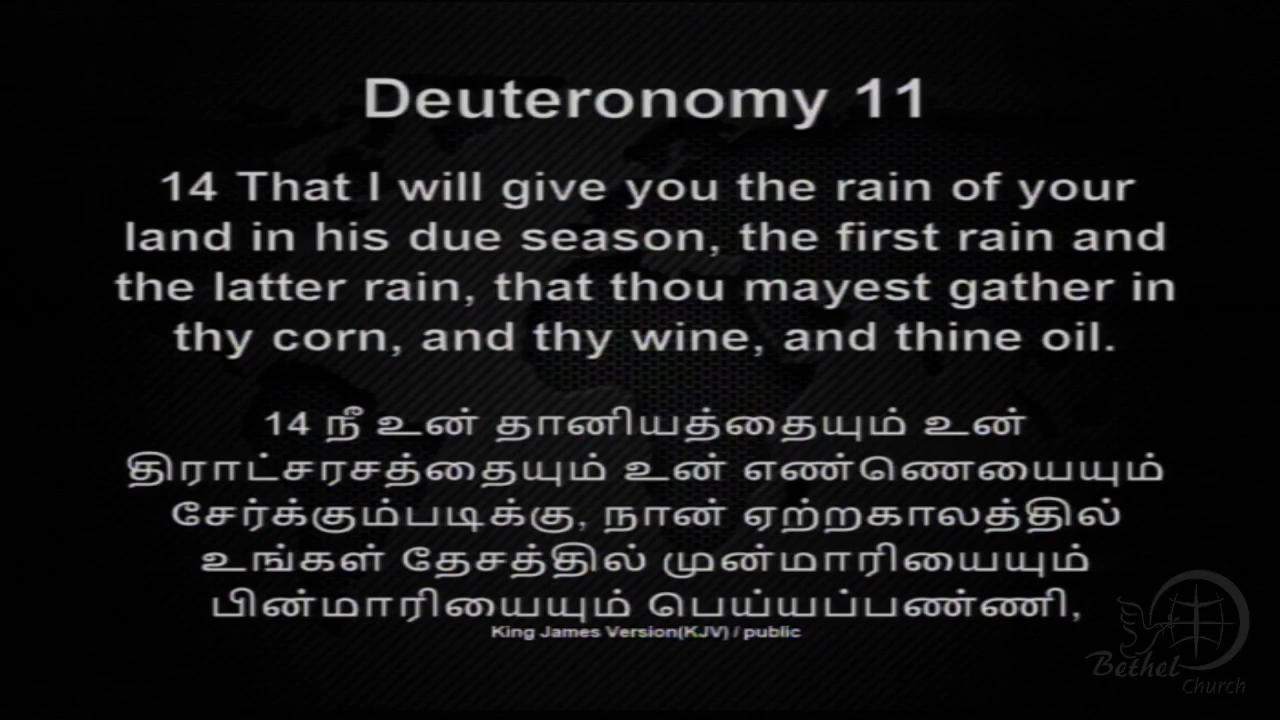 Deuteronomy 11
14 That I will give you the rain of your
land in his due season, the first rain and
the latter rain, that thou mayest gather in
thy corn, and thy wine, and thine oil.
14 நீ உன் தானியத்தையும் உன்
திராட்சரசத்தையும் உன் எண்ணெயையும்
சேர்க்கும்படிக்கு, நான் ஏற்றகாலத்தில்
உங்கள் தேசத்தில் முன்மாரியையும்
பின்மாரியையும் பெய்யப்பண்ணி,
King James Version(KJV) / public
Bethel
Church